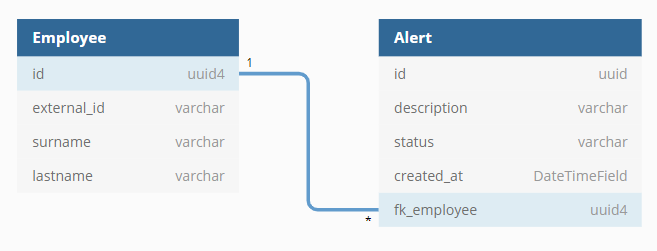 Employee
id uuid4
external_id varchar
surname varchar
lastname varchar
1
*
Alert
id uuid
description varchar
status varchar
created_at DateTimeField
fk_employee uuid4